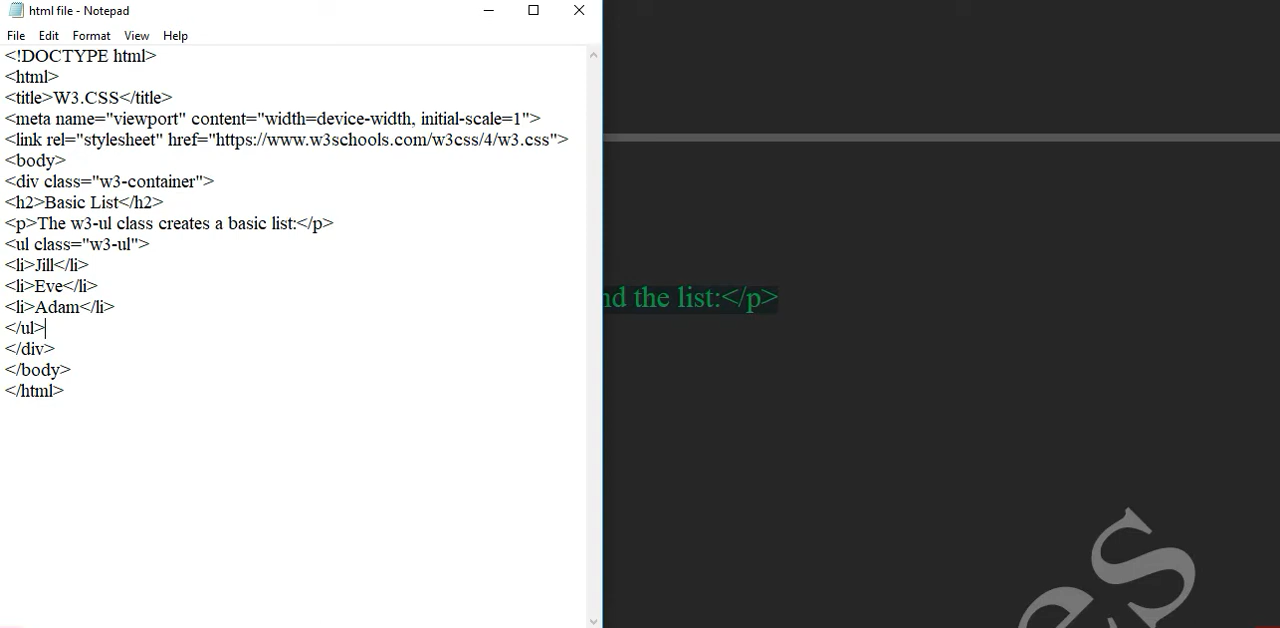 html file - Notepad
File Edit Format View Help
<!DOCTYPE html>
<html>
<title>W3.CSS</title>
<meta name="viewport" content="width=device-width, initial-scale=1">
<link rel="stylesheet" href="https://www.w3schools.com/w3css/4/w3.css">
<body>
<div class="w3-container">
<h2>Basic List</h2>
<p>The w3-ul class creates a basic list:</p>
<ul class="w3-ul">
<li>Jill</li>
<li>Eve</li>
<li>Adam</li>
</ul>
</div>
</body>
</html>
the list:</p>